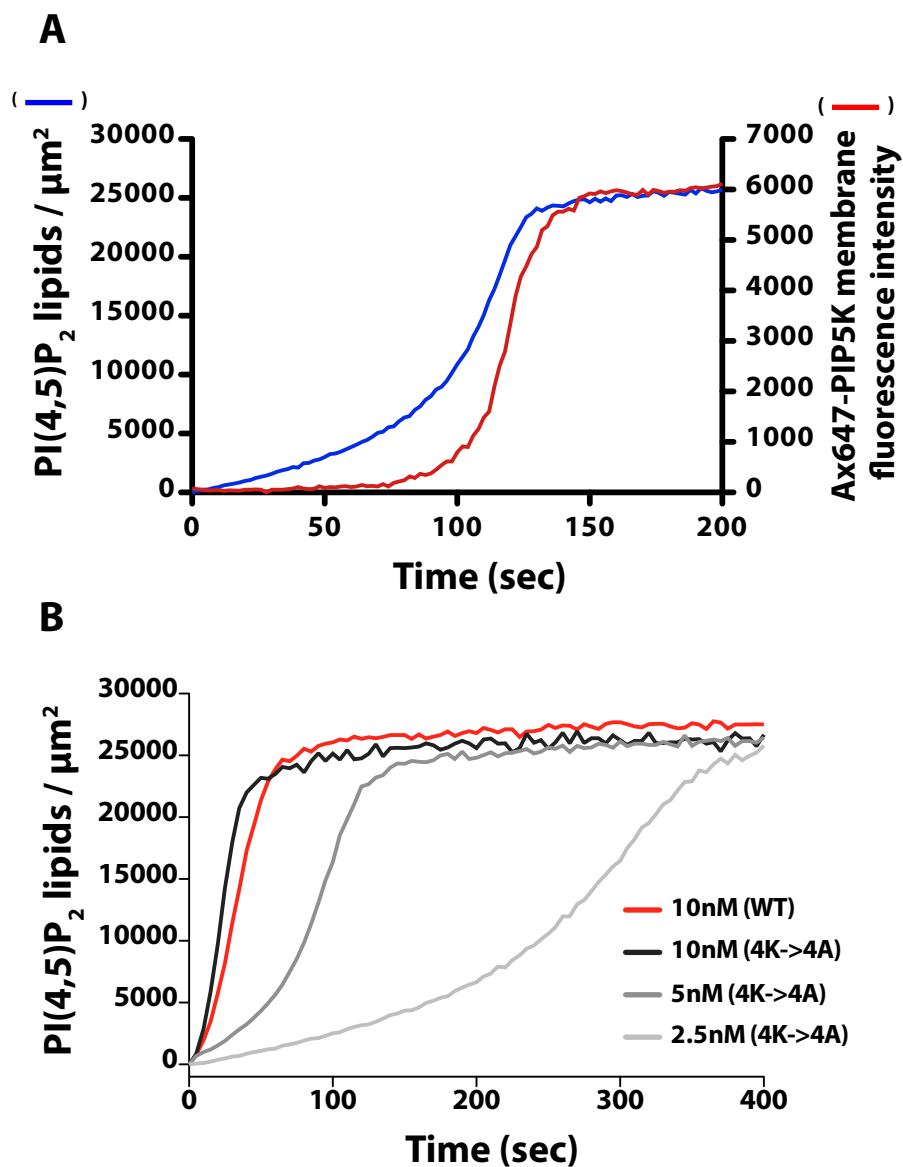 A
( )
( )
PI(4,5)P₂ lipids / µm²
30000
25000
20000
15000
10000
5000
0
7000
6000
5000
4000
3000
2000
1000
0
Ax647-PIP5K membrane
fluorescence intensity
0 50 100 150 200
Time (sec)
B
PI(4,5)P₂ lipids / µm²
30000
25000
20000
15000
10000
5000
0
10nM (WT)
10nM (4K->4A)
5nM (4K->4A)
2.5nM (4K->4A)
0 100 200 300 400
Time (sec)